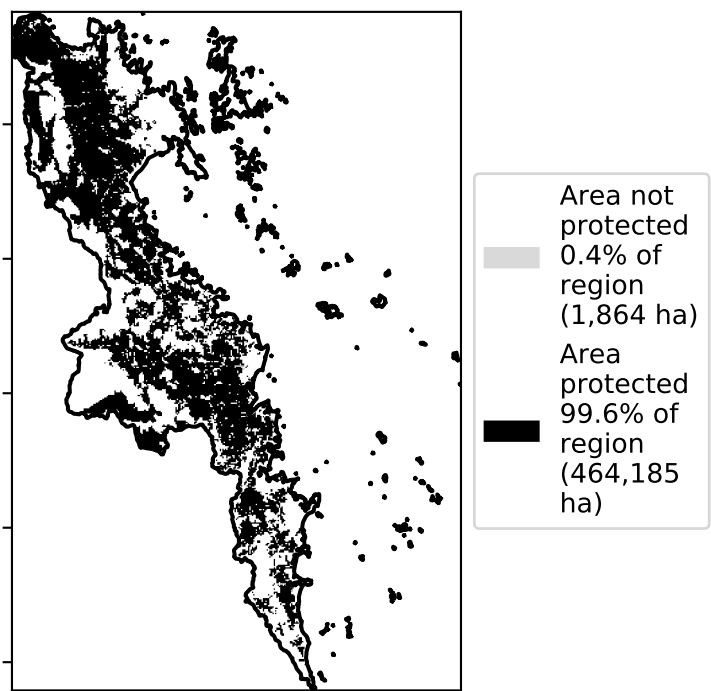 Area not
protected
0.4% of
region
(1,864 ha)
Area
protected
99.6% of
region
(464,185
ha)